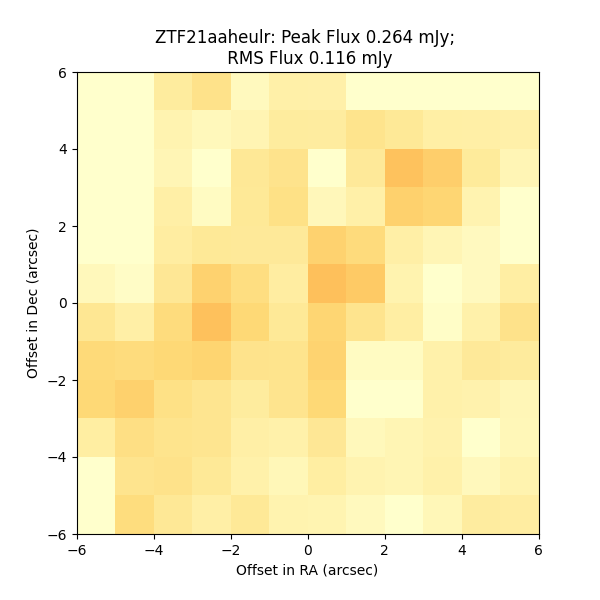 ZTF21aaheulr: Peak Flux 0.264 mJy;
RMS Flux 0.116 mJy
6
4
2
0
−2
−4
−6
Offset in Dec (arcsec)
−6 −4 −2 0 2 4 6
Offset in RA (arcsec)